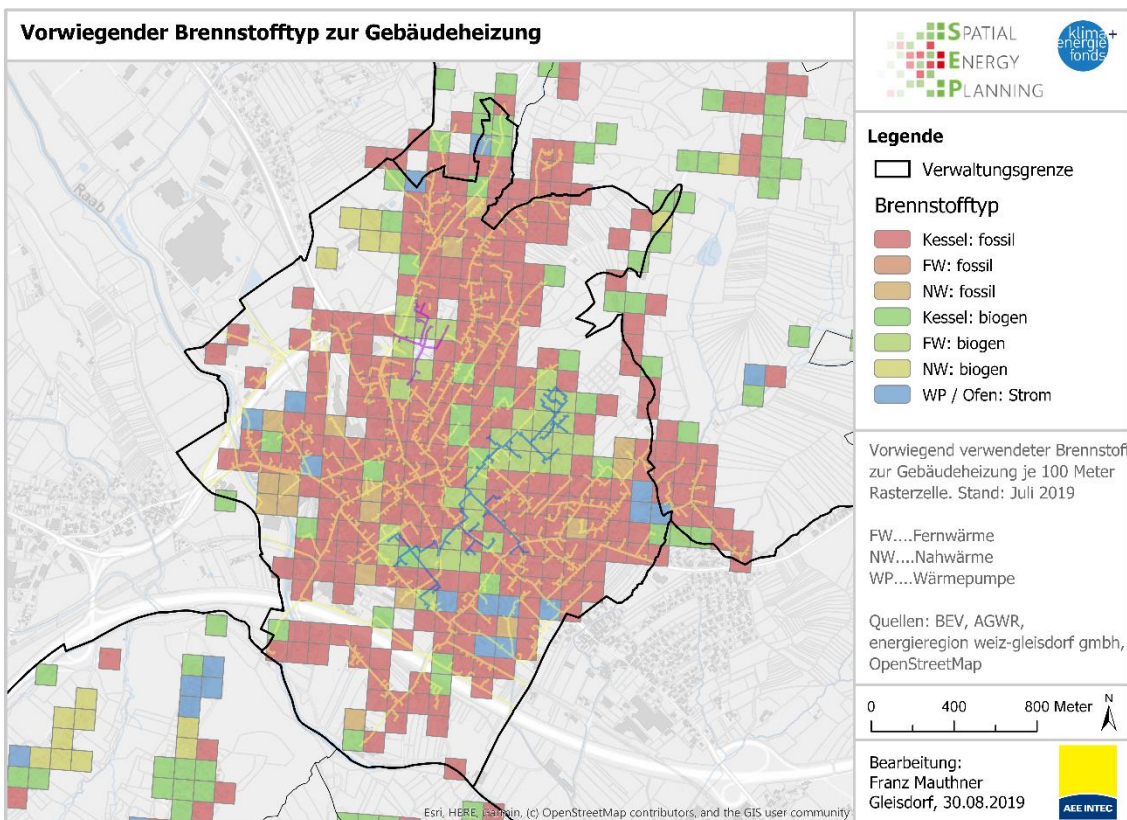 Vorwiegender Brennstofftyp zur Gebäudeheizung
Raab
Esri, HERE, Garmin, (c) OpenStreetMap contributors, and the GIS user community
SPATIAL
ENERGY
PLANNING
klima+
energie
fonds
Legende
Verwaltungsgrenze
Brennstofftyp
Kessel: fossil
FW: fossil
NW: fossil
Kessel: biogen
FW: biogen
NW: biogen
WP / Ofen: Strom
Vorwiegend verwendeter Brennstof
zur Gebäudeheizung je 100 Meter
Rasterzelle. Stand: Juli 2019
FW....Fernwärme
NW....Nahwärme
WP....Wärmepumpe
Quellen: BEV, AGWR,
energieregion weiz-gleisdorf gmbh,
OpenStreetMap
0 400 800 Meter
N
Bearbeitung:
Franz Mauthner
Gleisdorf, 30.08.2019
AEE INTEC